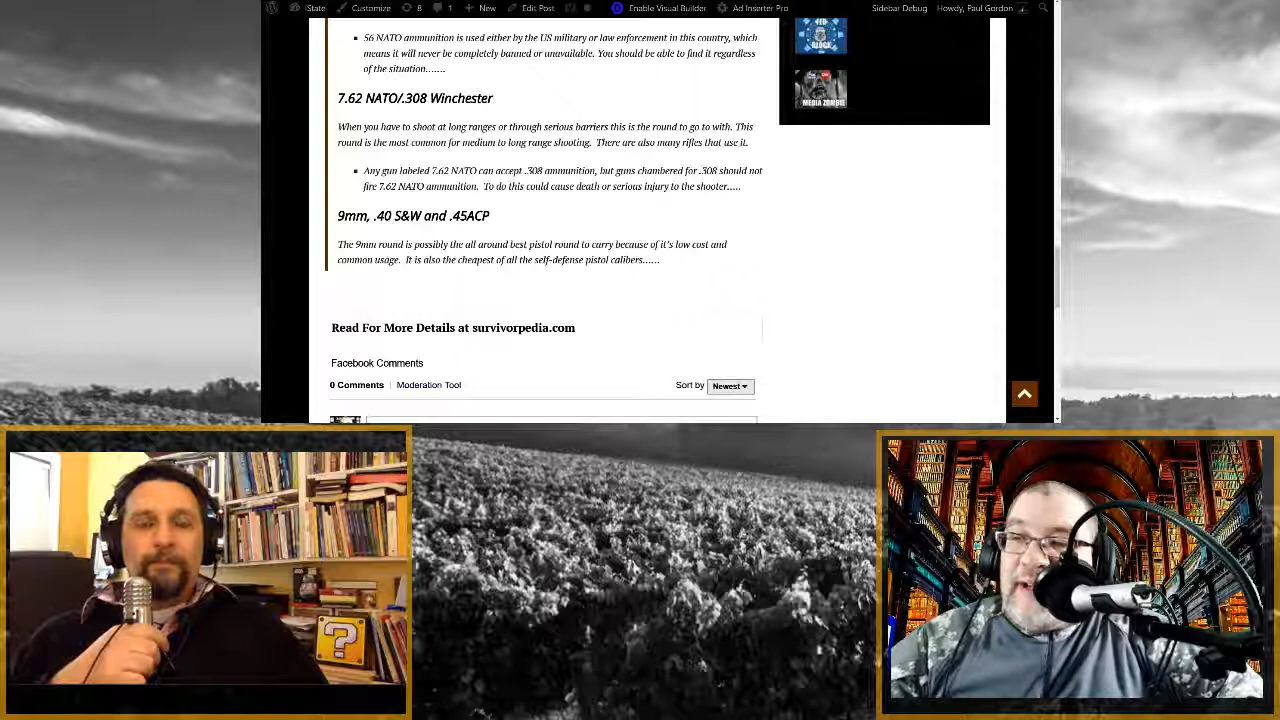 iState
Customize
8
1
New
Edit Post
Enable Visual Builder
Ad Inserter Pro
Sidebar Debug
Howdy, Paul Gordon
56 NATO ammunition is used either by the US military or law enforcement in this country, which
means it will never be completely banned or unavailable. You should be able to find it regardless
of the situation…….
7.62 NATO/.308 Winchester
When you have to shoot at long ranges or through serious barriers this is the round to go to with. This
round is the most common for medium to long range shooting. There are also many rifles that use it.
Any gun labeled 7.62 NATO can accept .308 ammunition, but guns chambered for .308 should not
fire 7.62 NATO ammunition. To do this could cause death or serious injury to the shooter…..
9mm, .40 S&W and .45ACP
The 9mm round is possibly the all around best pistol round to carry because of it's low cost and
common usage. It is also the cheapest of all the self-defense pistol calibers……
Read For More Details at survivorpedia.com
Facebook Comments
0 Comments
Moderation Tool
Sort by
Newest
BLOCK
MEDIA ZOMBIE
?